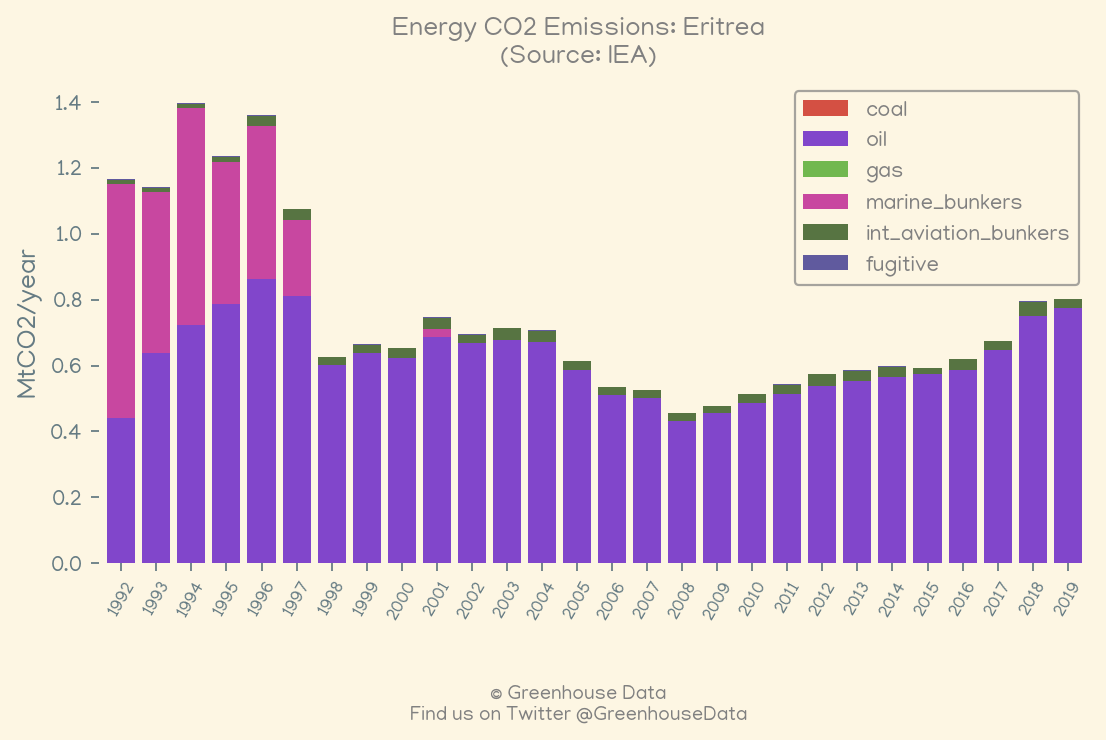 Energy CO2 Emissions: Eritrea
(Source: IEA)
coal
oil
gas
marine_bunkers
int_aviation_bunkers
fugitive
MtCO2/year
1.4
1.2
1.0
0.8
0.6
0.4
0.2
0.0
1992 1993 1994 1995 1996 1997 1998 1999 2000 2001 2002 2003 2004 2005 2006 2007 2008 2009 2010 2011 2012 2013 2014 2015 2016 2017 2018 2019
© Greenhouse Data
Find us on Twitter @GreenhouseData